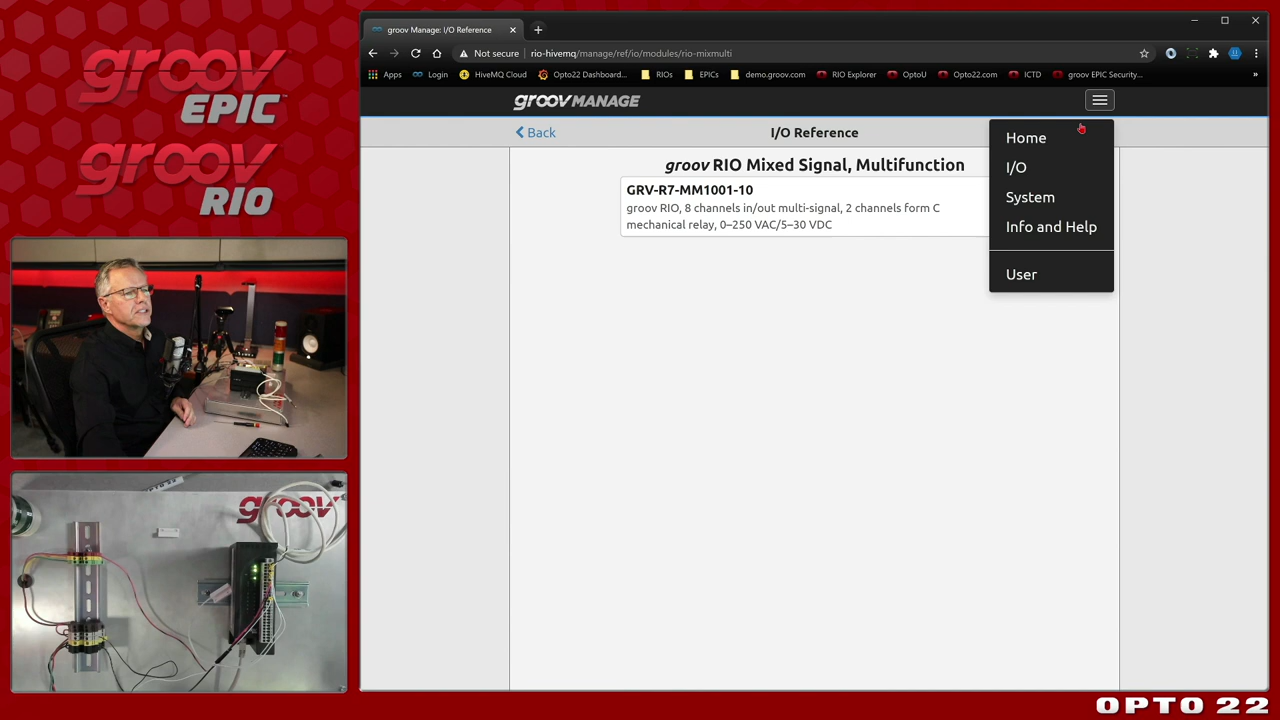 groov
EPIC™
groov
RIO
groov
groov Manage: I/O Reference
Not secure
rio-hivemq/manage/ref/io/modules/rio-mixmulti
Apps
Login
HiveMQ Cloud
Opto22 Dashboard...
RIOs
EPICs
demo.groov.com
RIO Explorer
OptoU
Opto22.com
ICTD
groov EPIC Security...
»
groov MANAGE
Back
I/O Reference
groov RIO Mixed Signal, Multifunction
GRV-R7-MM1001-10
groov RIO, 8 channels in/out multi-signal, 2 channels form C
mechanical relay, 0–250 VAC/5–30 VDC
Home
I/O
System
Info and Help
User
OPTO 22